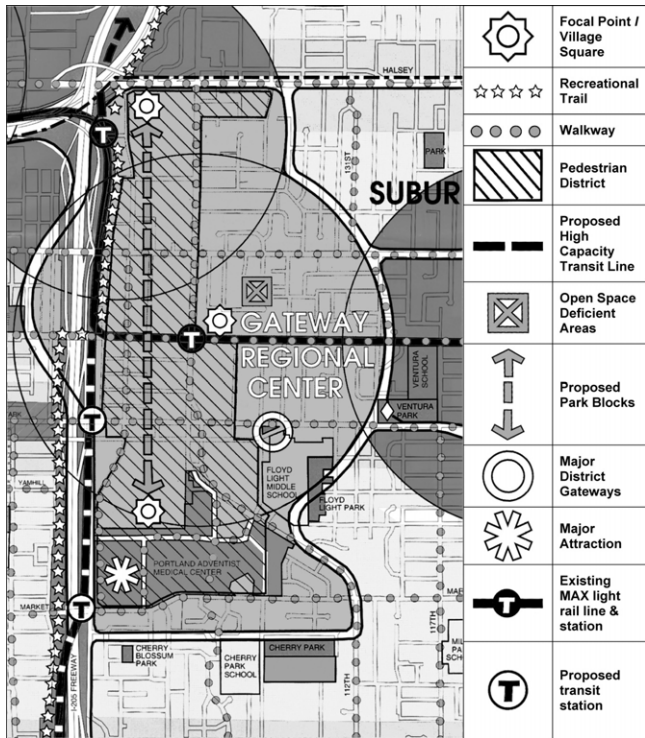 HALSEY
131ST
PARK
SUBUR
GATEWAY
REGIONAL
CENTER
VENTURA
SCHOOL
VENTURA
PARK
FLOYD
LIGHT
MIDDLE
SCHOOL
FLOYD
LIGHT PARK
YAMHILL
PORTLAND ADVENTIST
MEDICAL CENTER
MARKET
I-205 FREEWAY
CHERRY
BLOSSUM
PARK
CHERRY
PARK
SCHOOL
CHERRY PARK
112TH
117TH
Focal Point /
Village
Square
Recreational
Trail
Walkway
Pedestrian
District
Proposed
High
Capacity
Transit Line
Open Space
Deficient
Areas
Proposed
Park Blocks
Major
District
Gateways
Major
Attraction
Existing
MAX light
rail line &
station
Proposed
transit
station
T
T
T
T
T
T